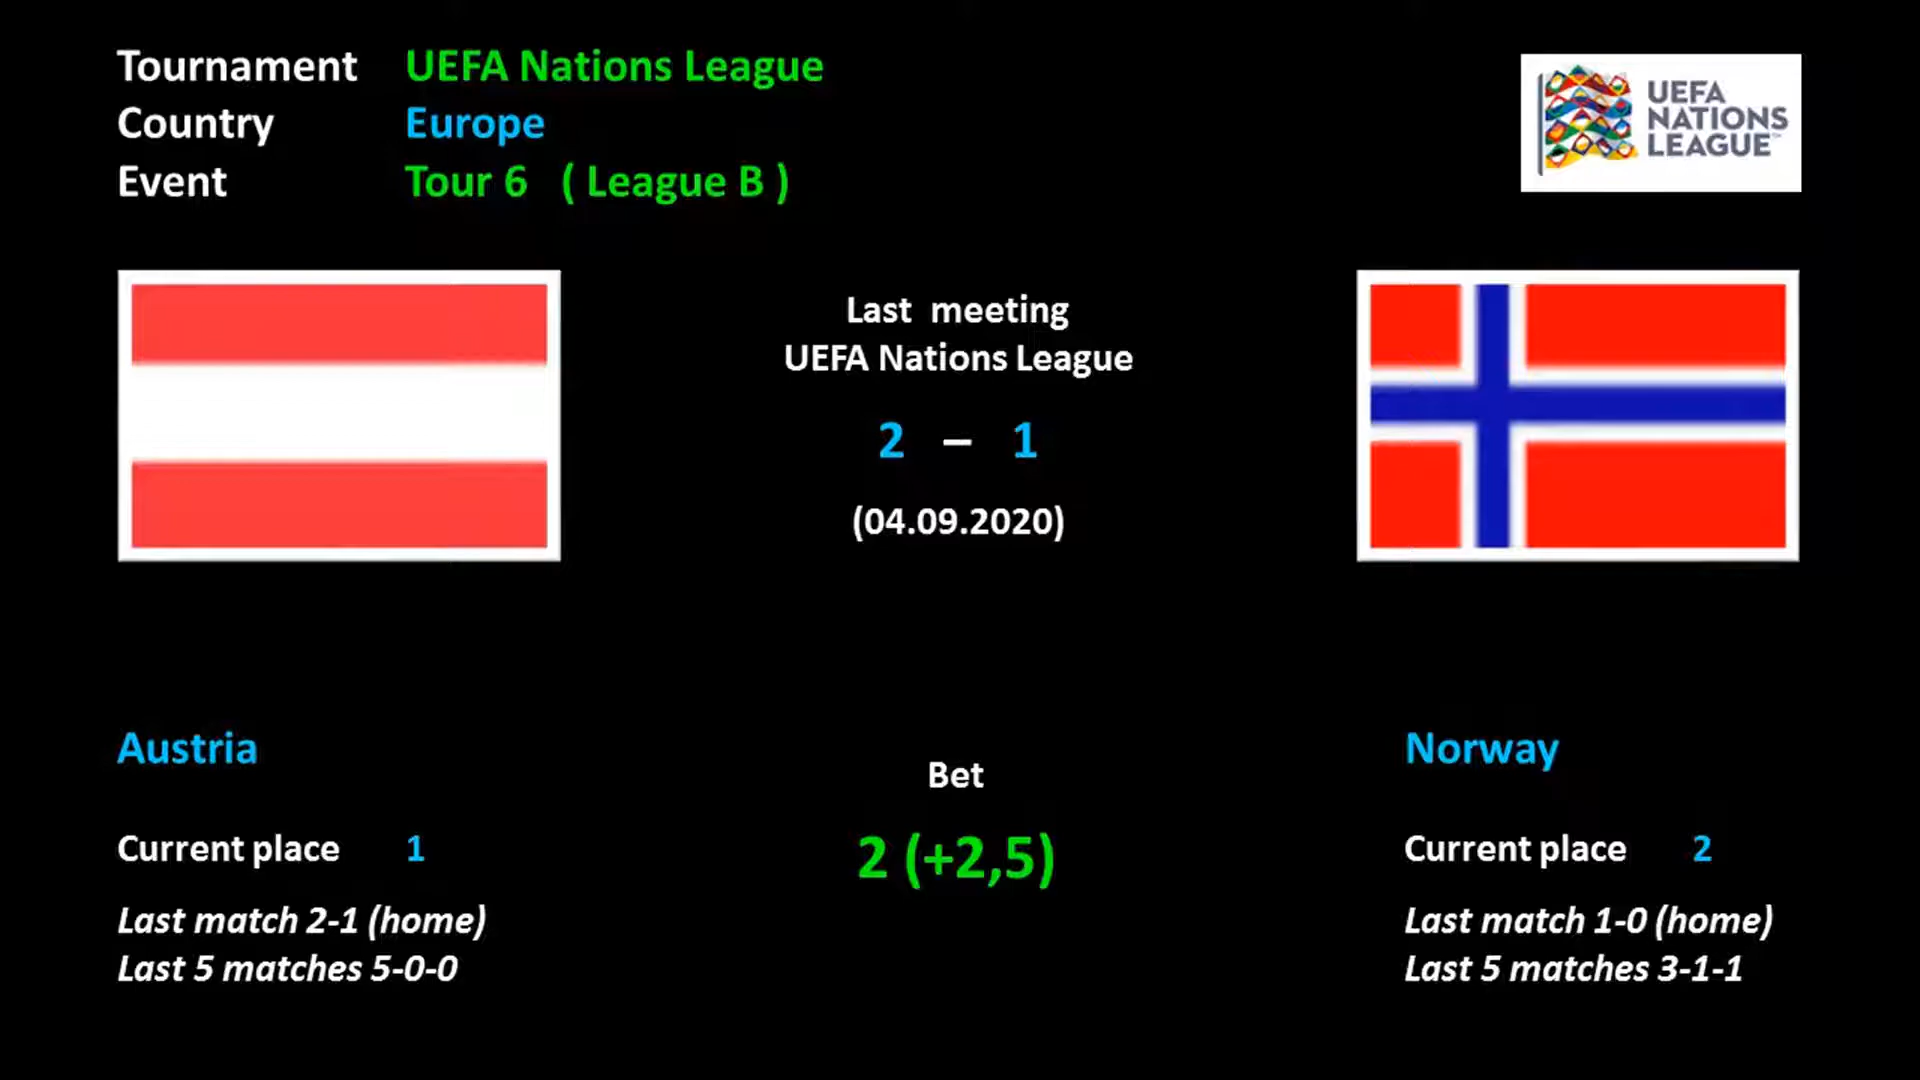 Tournament UEFA Nations League
Country Europe
Event Tour 6 ( League B )
UEFA
NATIONS
LEAGUE™
Last meeting
UEFA Nations League
2 – 1
(04.09.2020)
Austria
Current place 1
Last match 2-1 (home)
Last 5 matches 5-0-0
Bet
2 (+2,5)
Norway
Current place 2
Last match 1-0 (home)
Last 5 matches 3-1-1